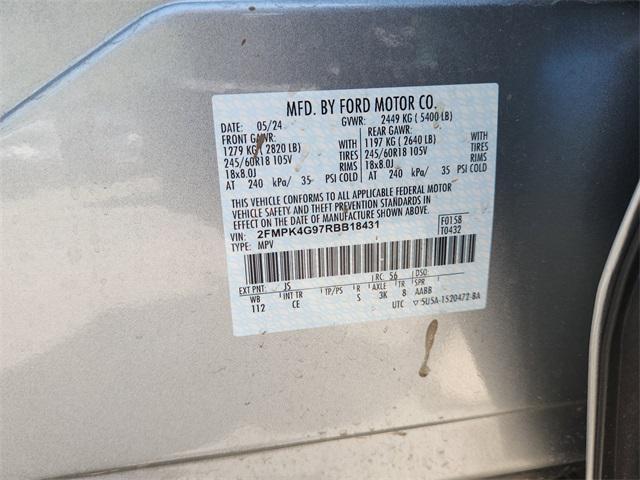 MFD. BY FORD MOTOR CO.
DATE: 05/24 GVWR: 2449 KG ( 5400 LB)
FRONT GAWR: REAR GAWR:
1279 KG ( 2820 LB) WITH 1197 KG ( 2640 LB) WITH
245/60R18 105V TIRES 245/60R18 105V TIRES
18x8.0J RIMS 18x8.0J RIMS
AT 240 kPa/ 35 PSI COLD AT 240 kPa/ 35 PSI COLD
THIS VEHICLE CONFORMS TO ALL APPLICABLE FEDERAL MOTOR
VEHICLE SAFETY AND THEFT PREVENTION STANDARDS IN
EFFECT ON THE DATE OF MANUFACTURE SHOWN ABOVE.
VIN: 2FMPK4G97RBB18431 F0158
TYPE: MPV T0432
EXT PNT: JS RC: 56 DSO:
WB INT TR TP/PS R AXLE TR SPR
112 CE S 3K 8 AABB
UTC ▽ 5U5A-1520472-BA